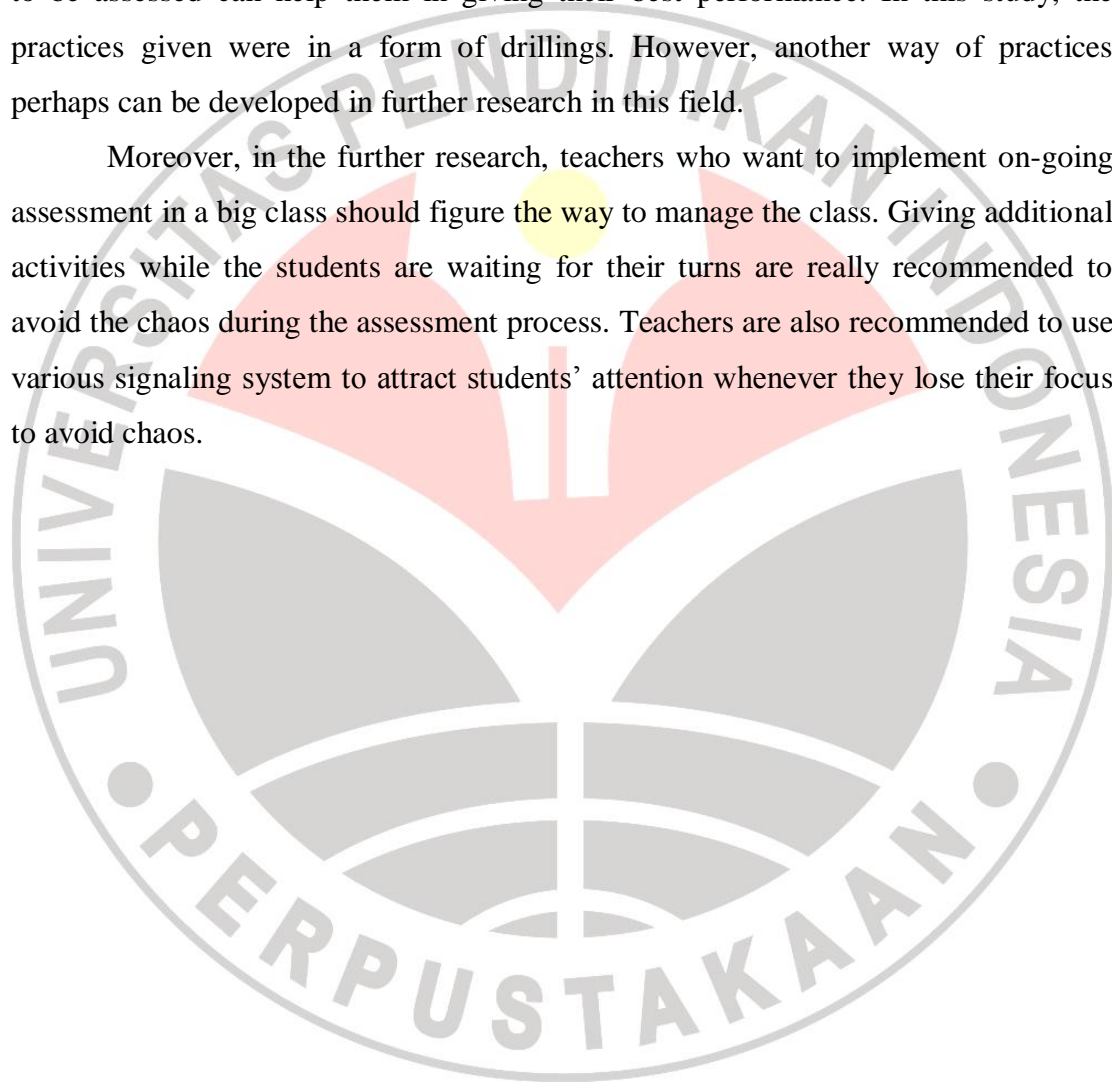 to be assessed can help them in giving their best performance. In this study, the
practices given were in a form of drillings. However, another way of practices
perhaps can be developed in further research in this field.
Moreover, in the further research, teachers who want to implement on-going
assessment in a big class should figure the way to manage the class. Giving additional
activities while the students are waiting for their turns are really recommended to
avoid the chaos during the assessment process. Teachers are also recommended to use
various signaling system to attract students’ attention whenever they lose their focus
to avoid chaos.
UNIVERSITAS PENDIDIKAN INDONESIA
PERPUSTAKAAN